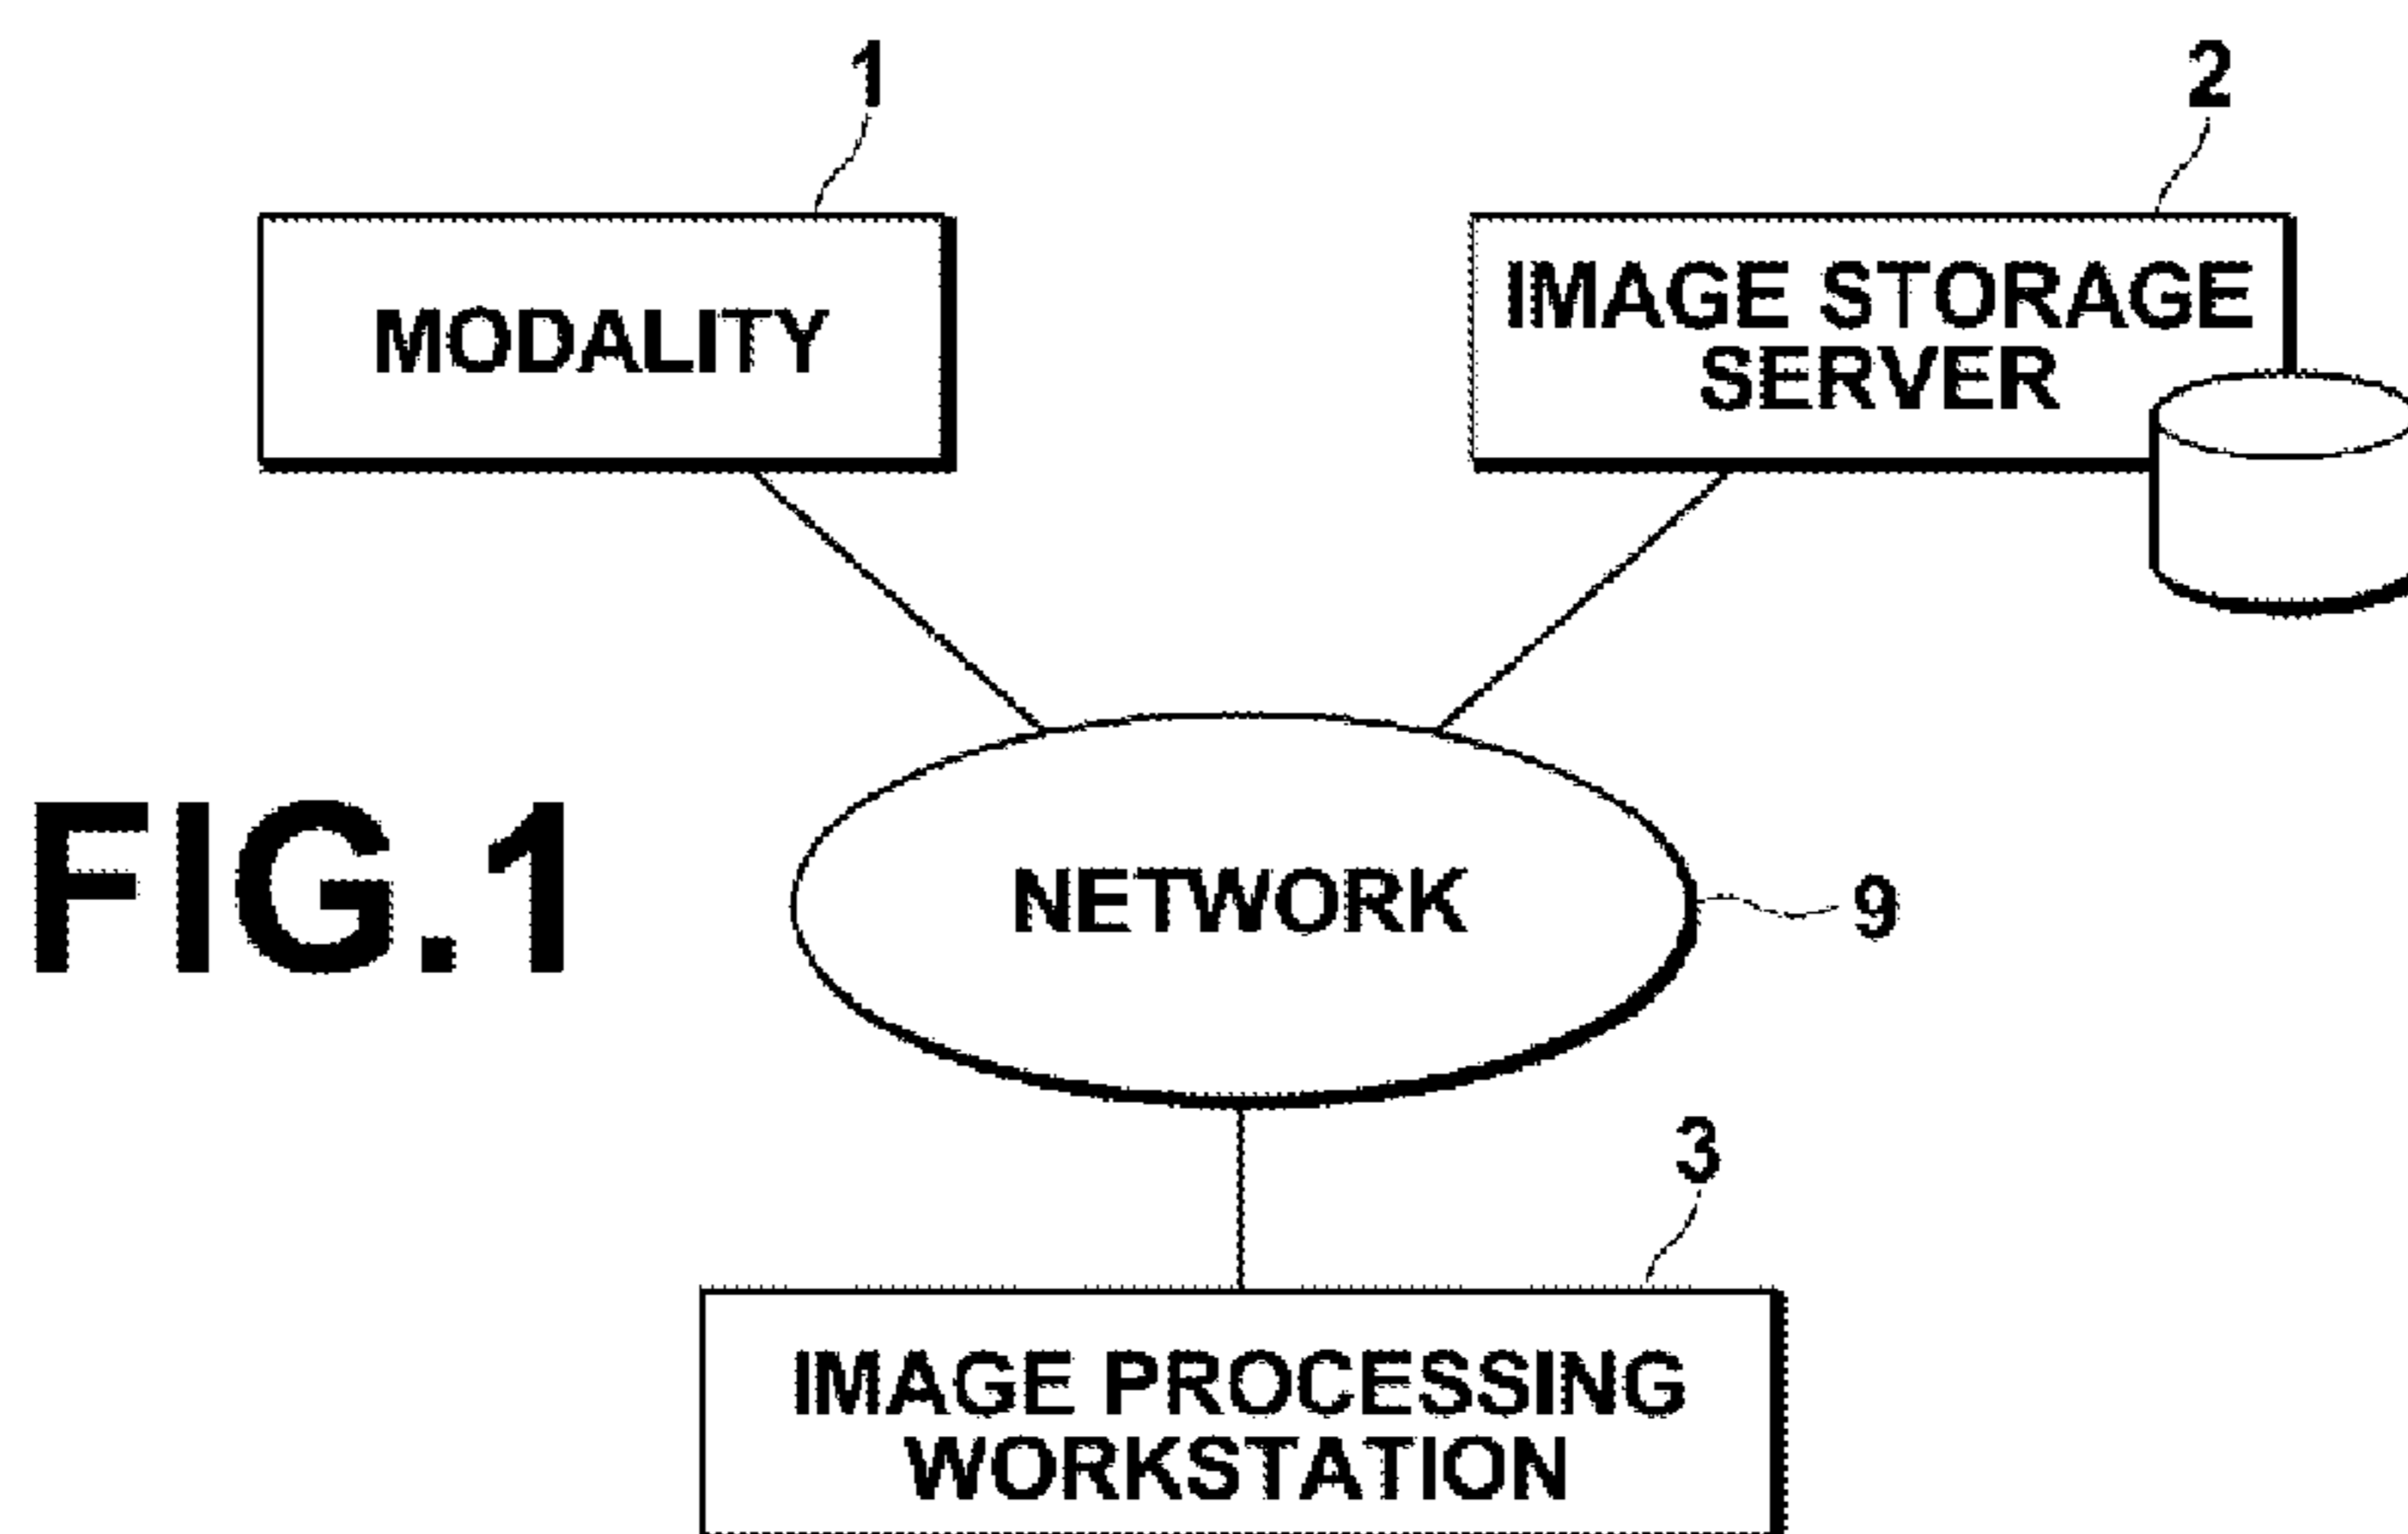 1
2
MODALITY
IMAGE STORAGE
SERVER
FIG.1
NETWORK
9
3
IMAGE PROCESSING
WORKSTATION